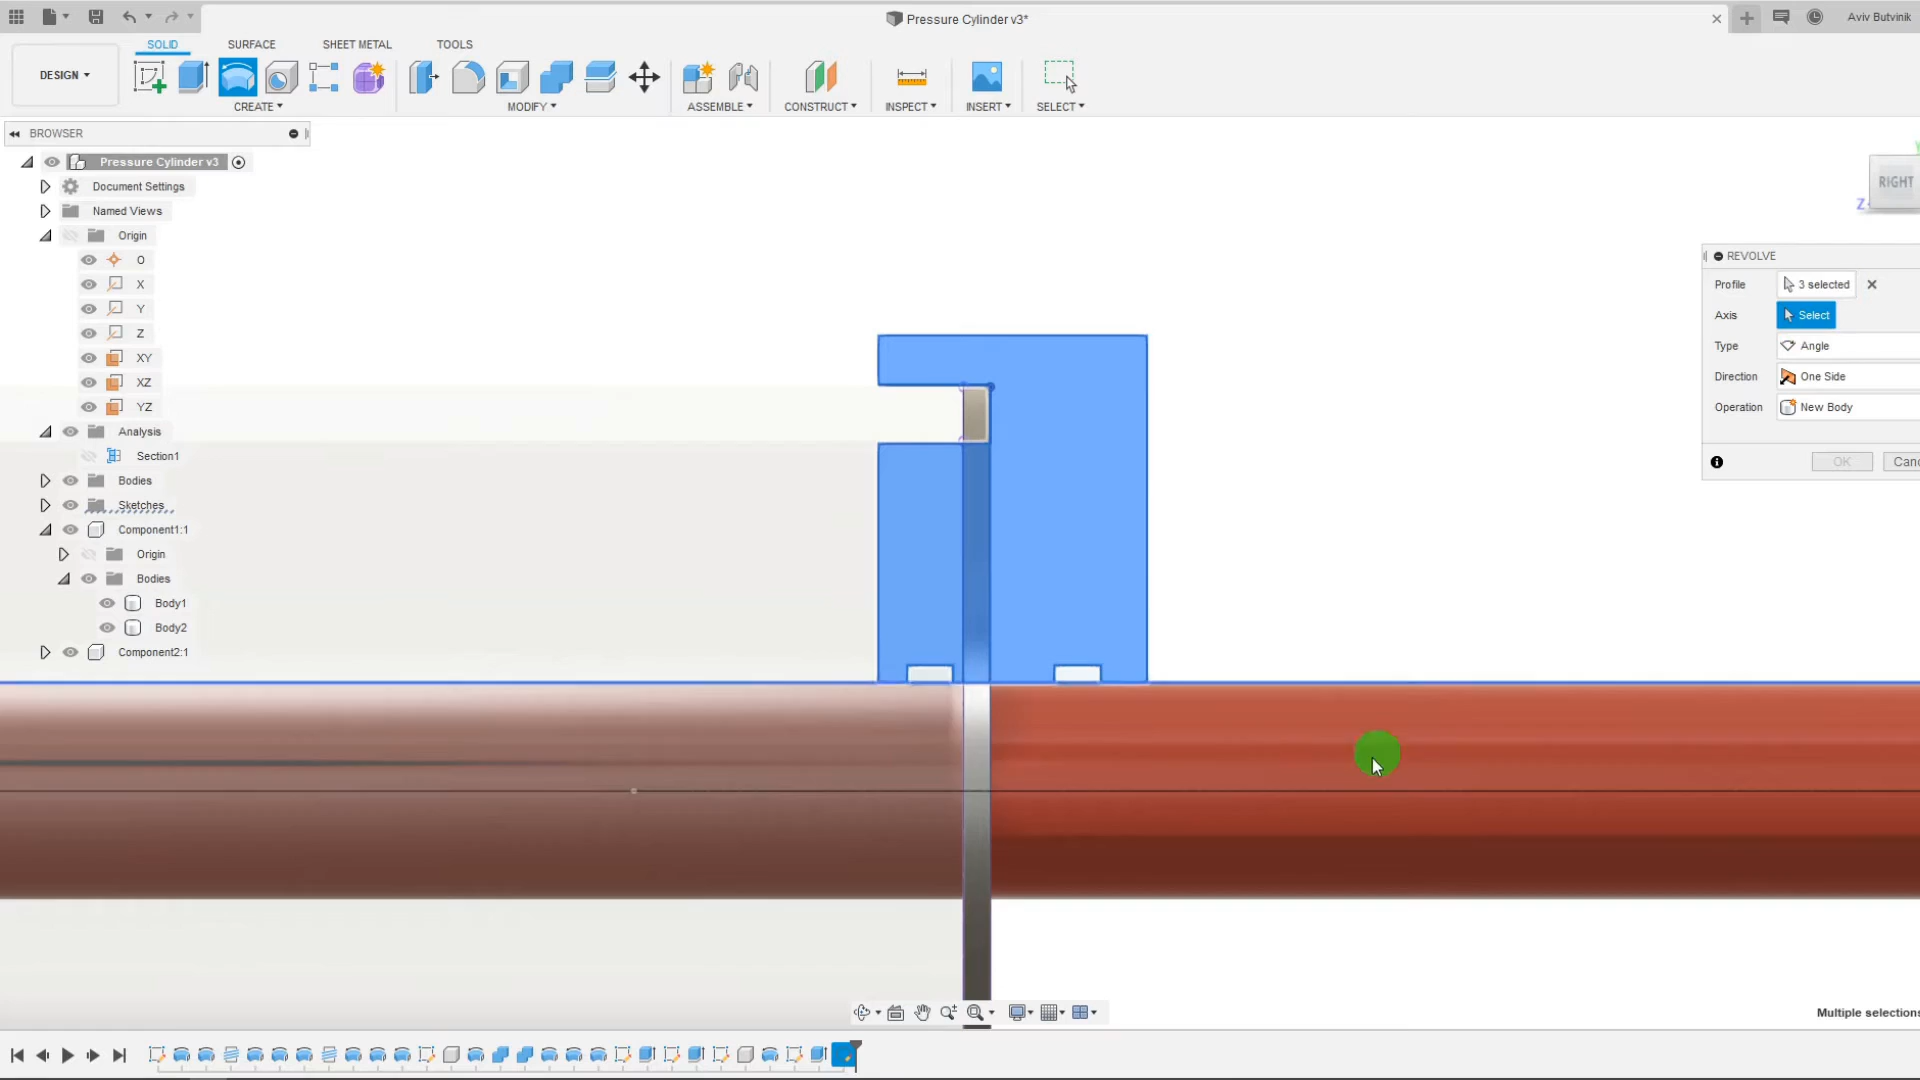 Pressure Cylinder v3*
Aviv Butvinik
SOLID SURFACE SHEET METAL TOOLS
DESIGN
CREATE MODIFY ASSEMBLE CONSTRUCT INSPECT INSERT SELECT
BROWSER
Pressure Cylinder v3
Document Settings
Named Views
Origin
O
X
Y
Z
XY
XZ
YZ
Analysis
Section1
Bodies
Sketches
Component1:1
Origin
Bodies
Body1
Body2
Component2:1
RIGHT
Z
REVOLVE
Profile 3 selected
Axis Select
Type Angle
Direction One Side
Operation New Body
OK Canc
Multiple selections